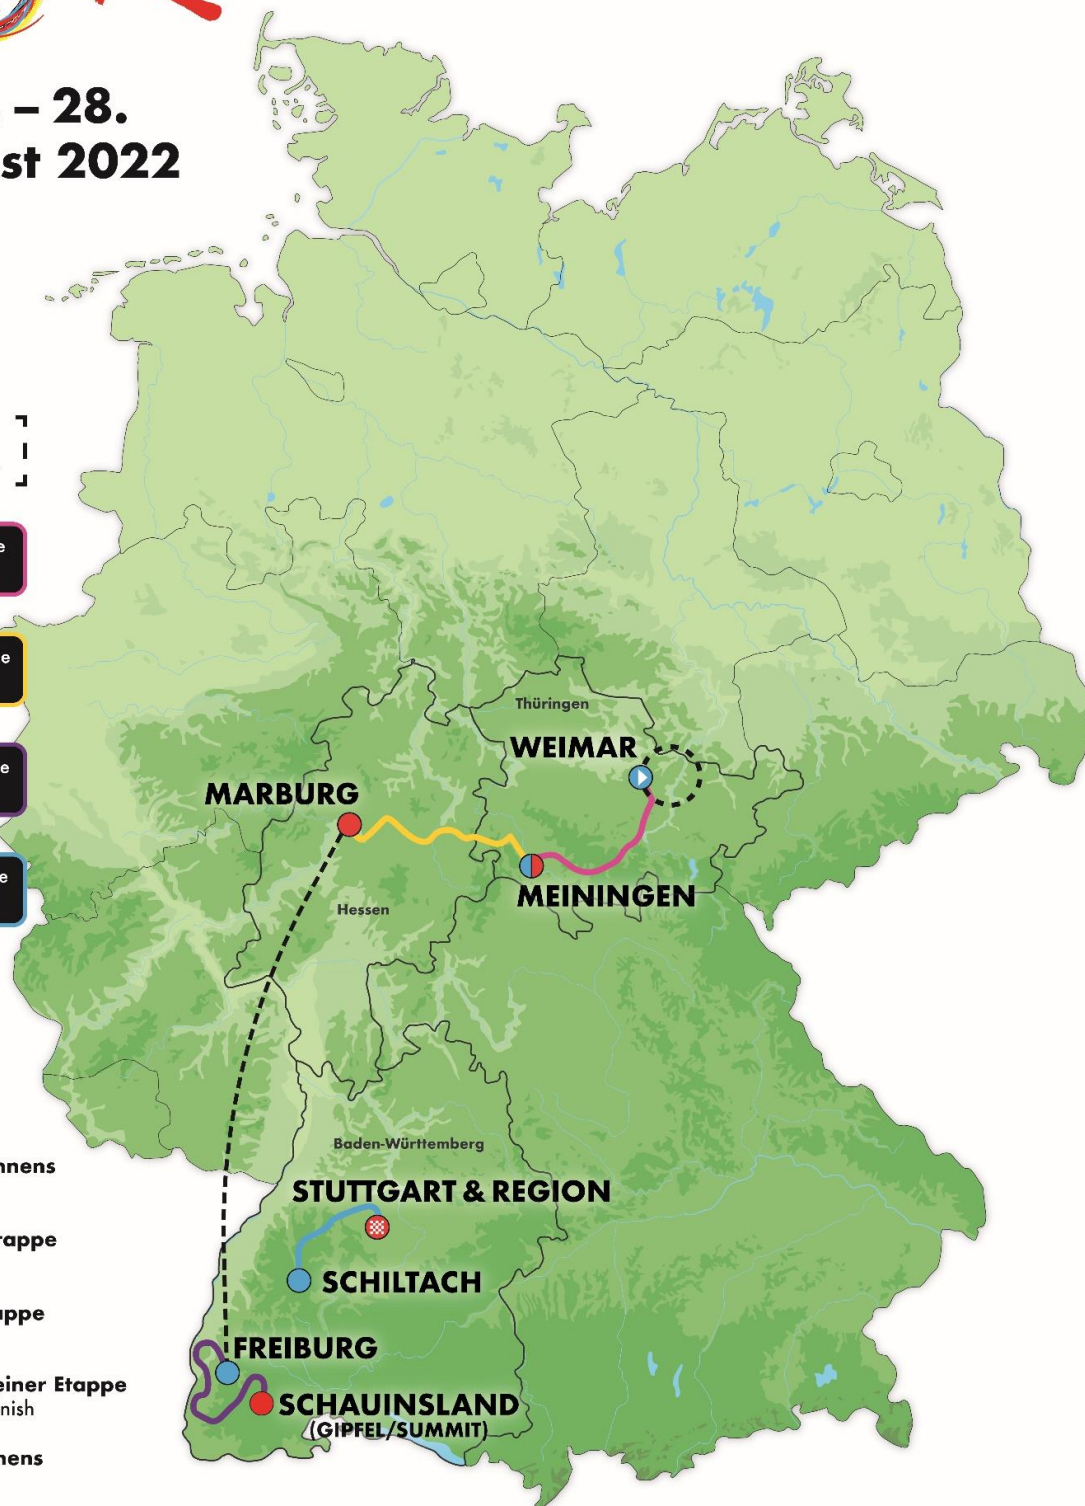 – 28.
st 2022
e
e
e
e
Thüringen
WEIMAR
MARBURG
MEININGEN
Hessen
Baden-Württemberg
nnens
STUTTGART & REGION
tappe
SCHILTACH
appe
FREIBURG
einer Etappe
nish
SCHAUINSLAND
(GIPFEL/SUMMIT)
nens